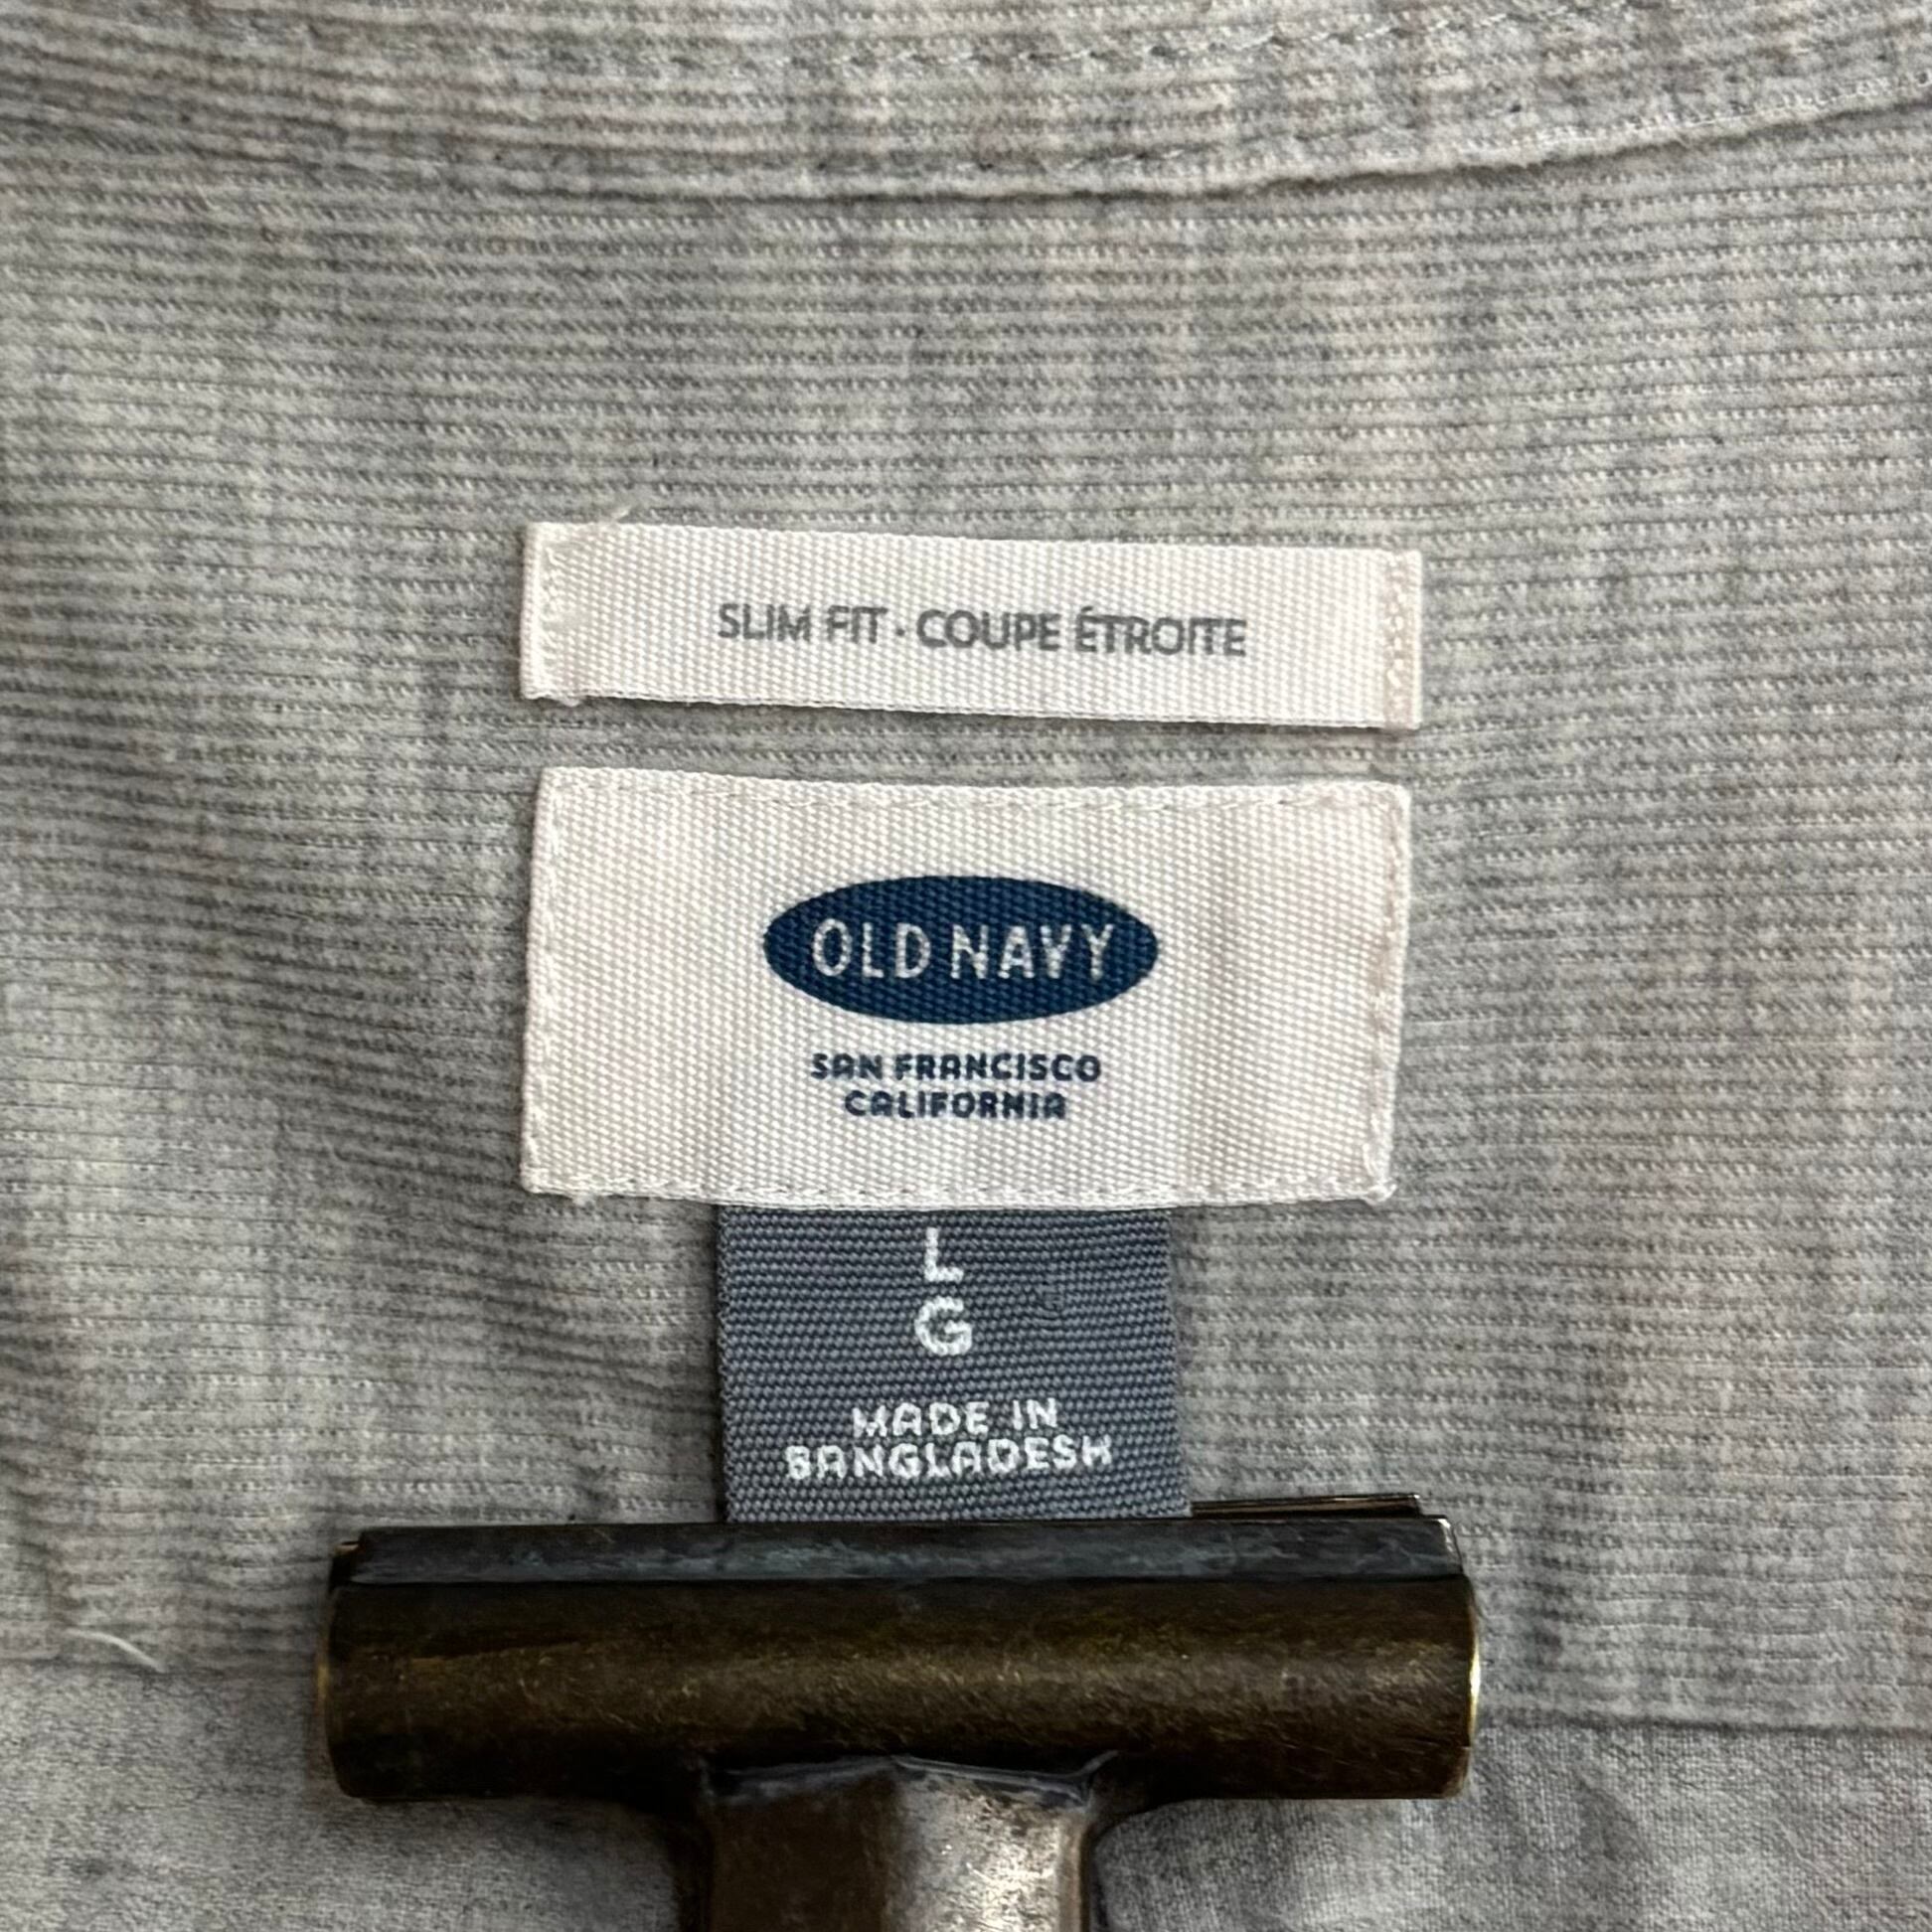 SLIM FIT · COUPE ÉTROITE
OLD NAVY
SAN FRANCISCO
CALIFORNIA
L
G
MADE IN
BANGLADESH